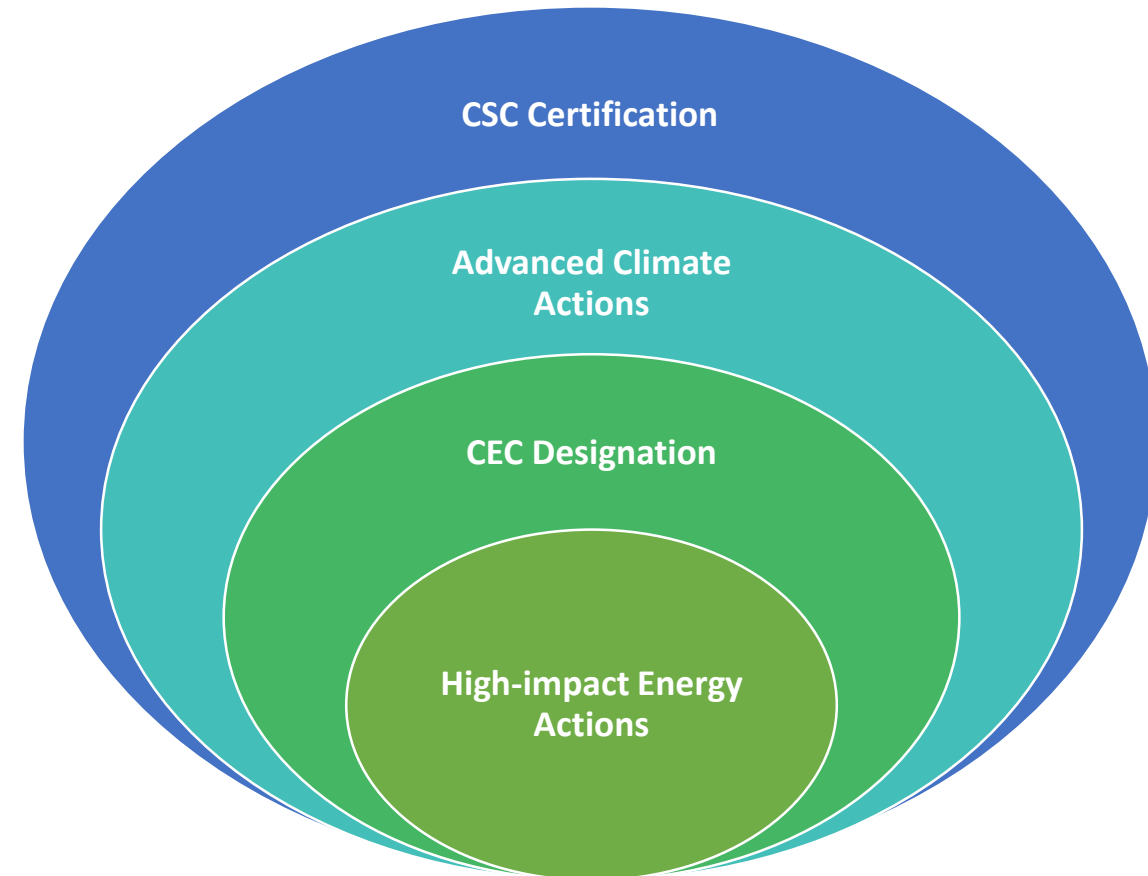 CSC Certification
Advanced Climate
Actions
CEC Designation
High-impact Energy
Actions